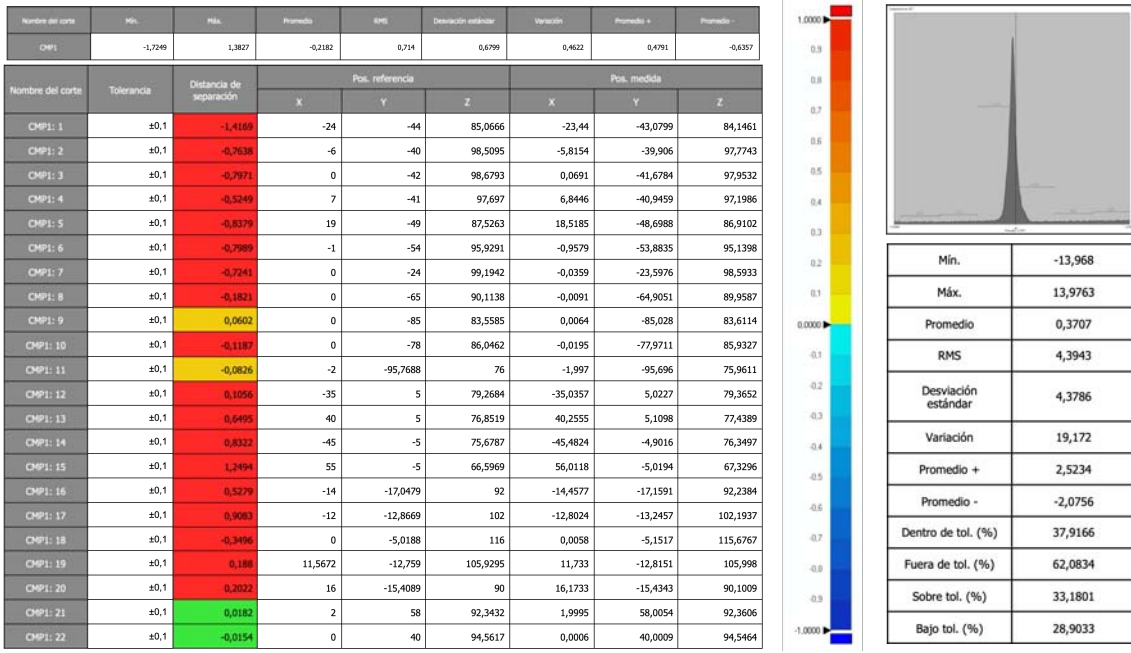 Nombre del corte Mín. Máx. Promedio RMS Desviación estándar Variación Promedio + Promedio -
CMP1 -1,7249 1,3827 -0,2182 0,714 0,6799 0,4622 0,4791 -0,6357
Nombre del corte Tolerancia Distancia de separación Pos. referencia Pos. medida
X Y Z X Y Z
CMP1: 1 ±0,1 -1,4169 -24 -44 85,0666 -23,44 -43,0799 84,1461
CMP1: 2 ±0,1 -0,7638 -6 -40 98,5095 -5,8154 -39,906 97,7743
CMP1: 3 ±0,1 -0,7971 0 -42 98,6793 0,0691 -41,6784 97,9532
CMP1: 4 ±0,1 -0,5249 7 -41 97,697 6,8446 -40,9459 97,1986
CMP1: 5 ±0,1 -0,8379 19 -49 87,5263 18,5185 -48,6988 86,9102
CMP1: 6 ±0,1 -0,7989 -1 -54 95,9291 -0,9579 -53,8835 95,1398
CMP1: 7 ±0,1 -0,7241 0 -24 99,1942 -0,0359 -23,5976 98,5933
CMP1: 8 ±0,1 -0,1821 0 -65 90,1138 -0,0091 -64,9051 89,9587
CMP1: 9 ±0,1 0,0602 0 -85 83,5585 0,0064 -85,028 83,6114
CMP1: 10 ±0,1 -0,1187 0 -78 86,0462 -0,0195 -77,9711 85,9327
CMP1: 11 ±0,1 -0,0826 -2 -95,7688 76 -1,997 -95,696 75,9611
CMP1: 12 ±0,1 0,1056 -35 5 79,2684 -35,0357 5,0227 79,3652
CMP1: 13 ±0,1 0,6495 40 5 76,8519 40,2555 5,1098 77,4389
CMP1: 14 ±0,1 0,8322 -45 -5 75,6787 -45,4824 -4,9016 76,3497
CMP1: 15 ±0,1 1,2494 55 -5 66,5969 56,0118 -5,0194 67,3296
CMP1: 16 ±0,1 0,5279 -14 -17,0479 92 -14,4577 -17,1591 92,2384
CMP1: 17 ±0,1 0,9083 -12 -12,8669 102 -12,8024 -13,2457 102,1937
CMP1: 18 ±0,1 -0,3496 0 -5,0188 116 0,0058 -5,1517 115,6767
CMP1: 19 ±0,1 0,188 11,5672 -12,759 105,9295 11,733 -12,8151 105,998
CMP1: 20 ±0,1 0,2022 16 -15,4089 90 16,1733 -15,4343 90,1009
CMP1: 21 ±0,1 0,0182 2 58 92,3432 1,9995 58,0054 92,3606
CMP1: 22 ±0,1 -0,0154 0 40 94,5617 0,0006 40,0009 94,5464
1,0000
0,9
0,8
0,7
0,6
0,5
0,4
0,3
0,2
0,1
0,0000
-0,1
-0,2
-0,3
-0,4
-0,5
-0,6
-0,7
-0,8
-0,9
-1,0000
Mín. -13,968
Máx. 13,9763
Promedio 0,3707
RMS 4,3943
Desviación estándar 4,3786
Variación 19,172
Promedio + 2,5234
Promedio - -2,0756
Dentro de tol. (%) 37,9166
Fuera de tol. (%) 62,0834
Sobre tol. (%) 33,1801
Bajo tol. (%) 28,9033